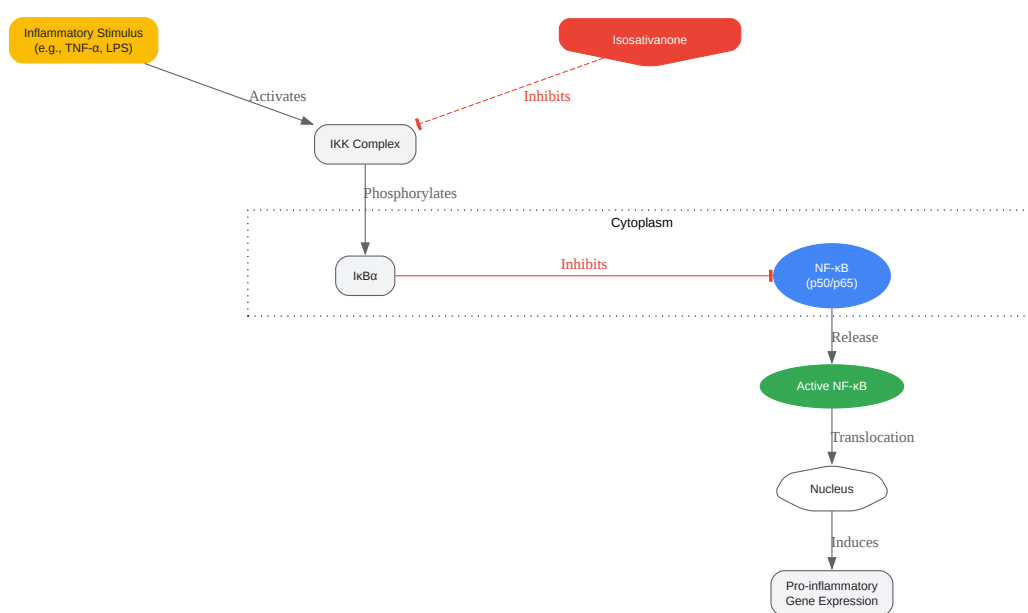 Inflammatory Stimulus
(e.g., TNF-α, LPS)
Isosativanone
Activates
Inhibits
IKK Complex
Phosphorylates
Cytoplasm
IκBα
Inhibits
NF-κB
(p50/p65)
Release
Active NF-κB
Translocation
Nucleus
Induces
Pro-inflammatory
Gene Expression